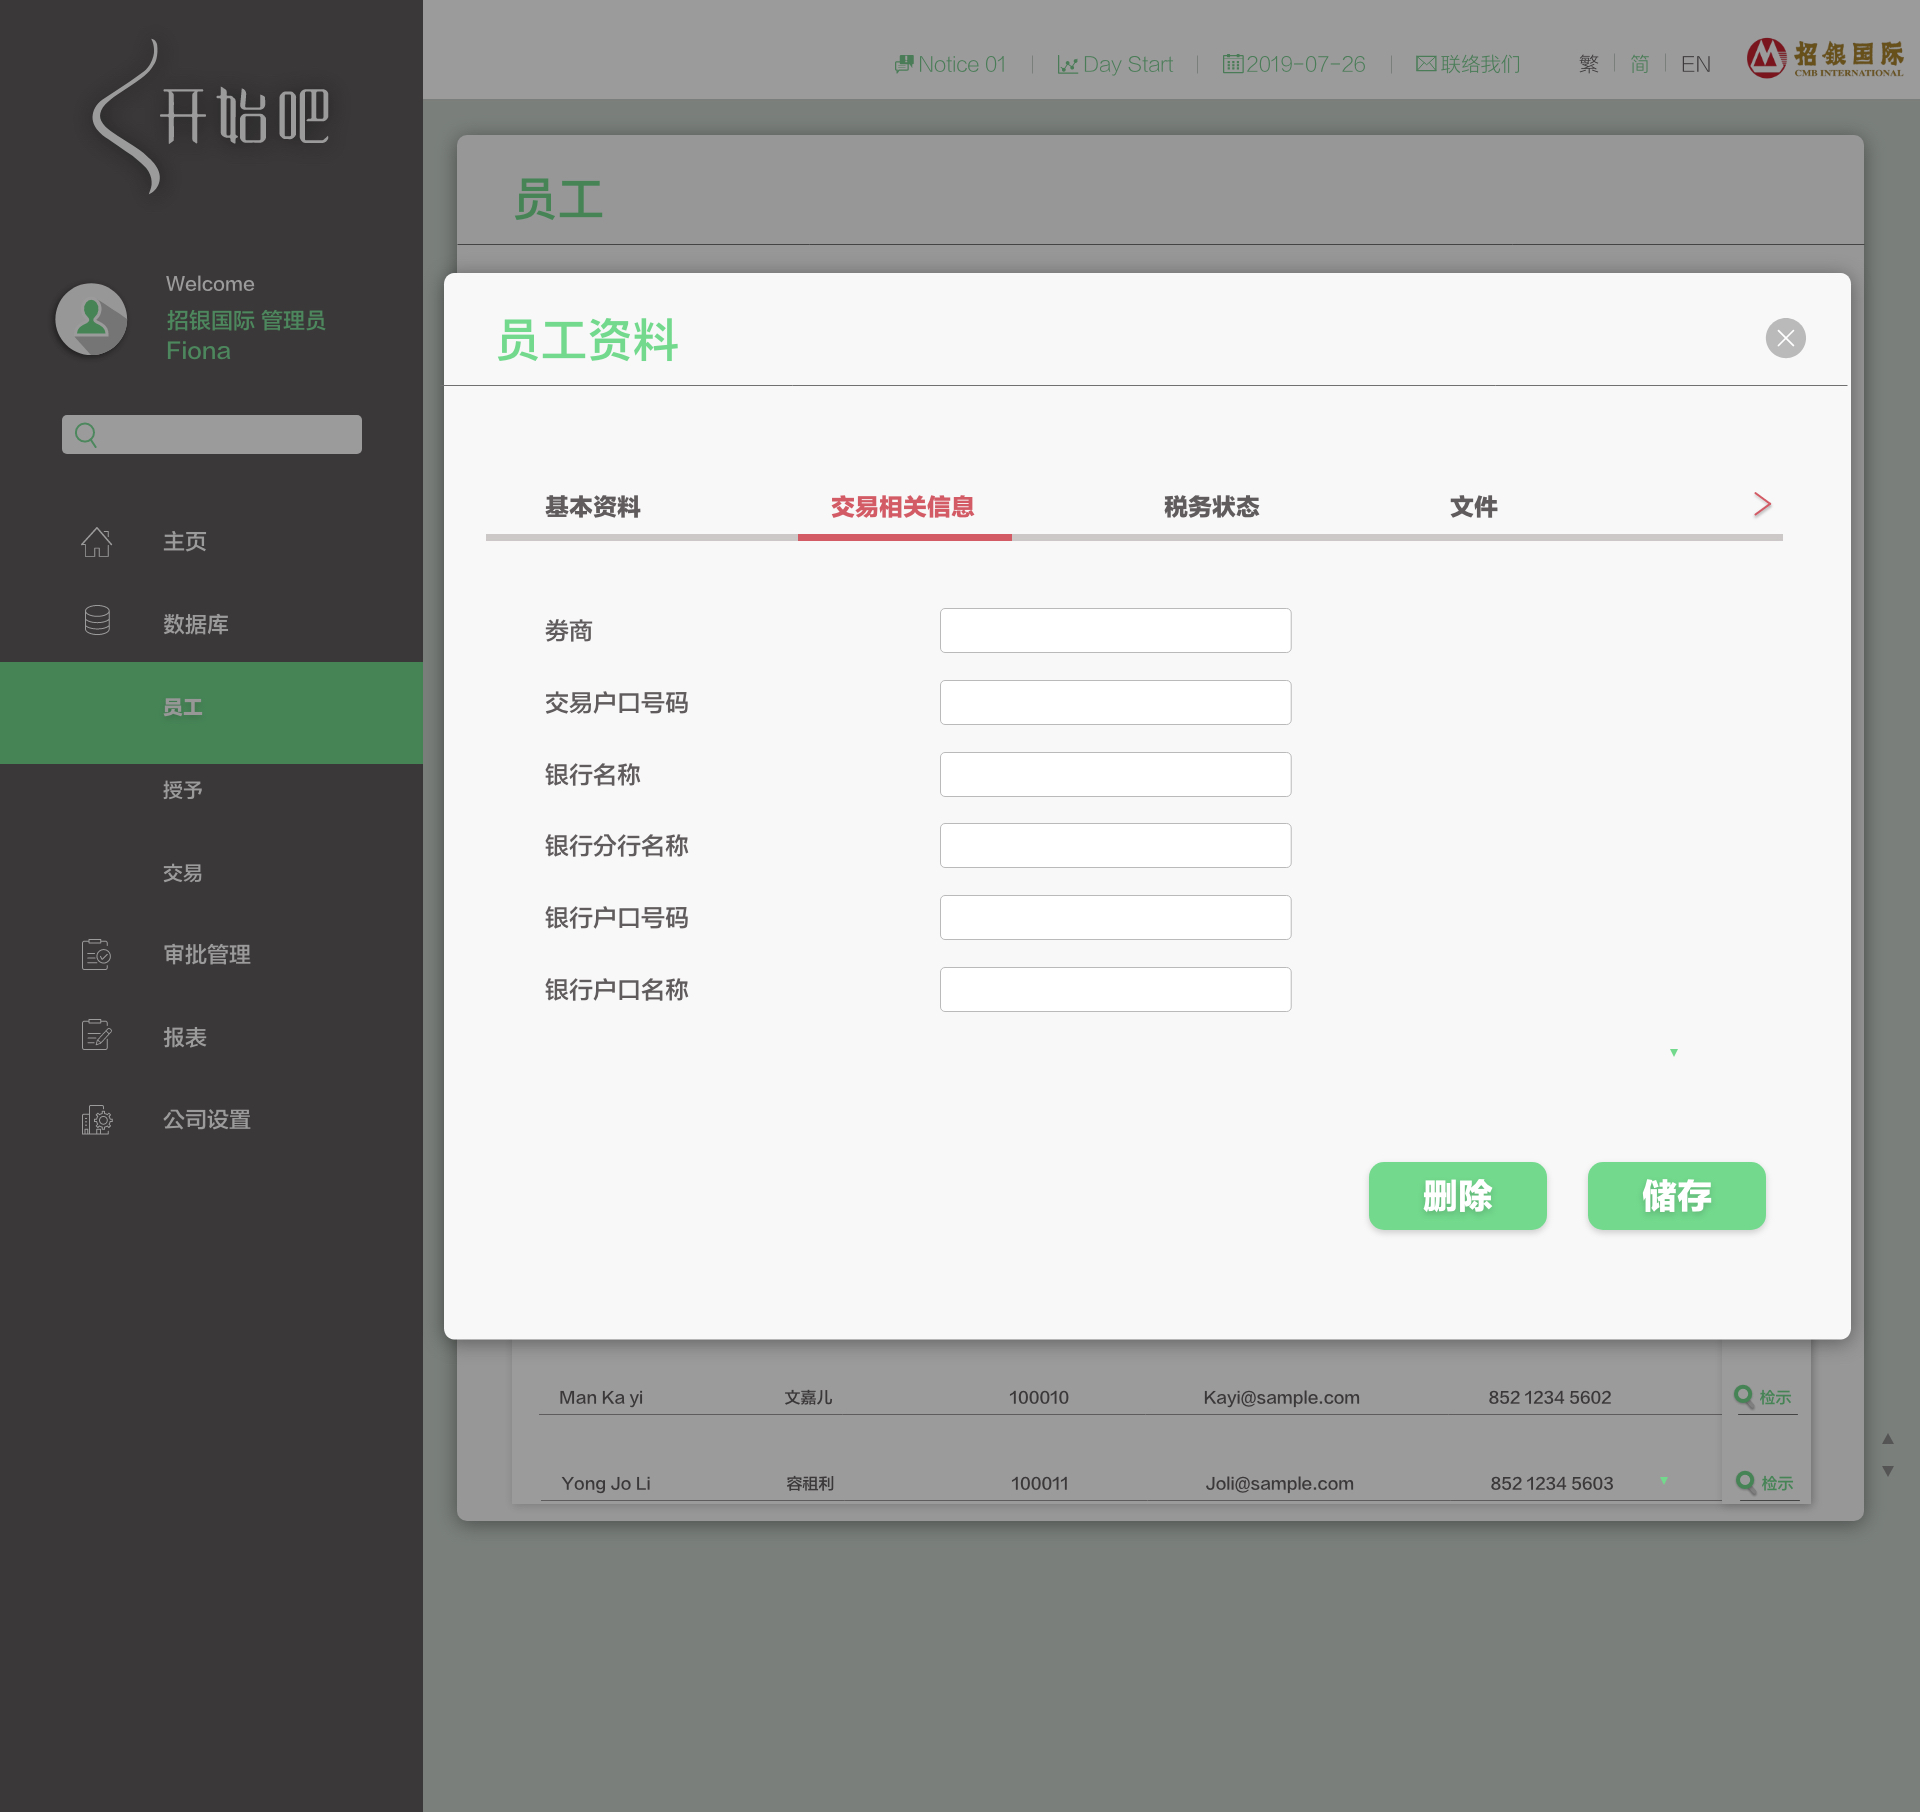 开始吧
Notice 01
Day Start
2019-07-26
联络我们
繁
简
EN
招银国际
CMB INTERNATIONAL
Welcome
招银国际 管理员
Fiona
主页
数据库
员工
授予
交易
审批管理
报表
公司设置
员工
员工资料
基本资料
交易相关信息
税务状态
文件
券商
交易户口号码
银行名称
银行分行名称
银行户口号码
银行户口名称
删除
储存
Man Ka yi 文嘉儿 100010 Kayi@sample.com 852 1234 5602 检示
Yong Jo Li 容祖利 100011 Joli@sample.com 852 1234 5603 检示